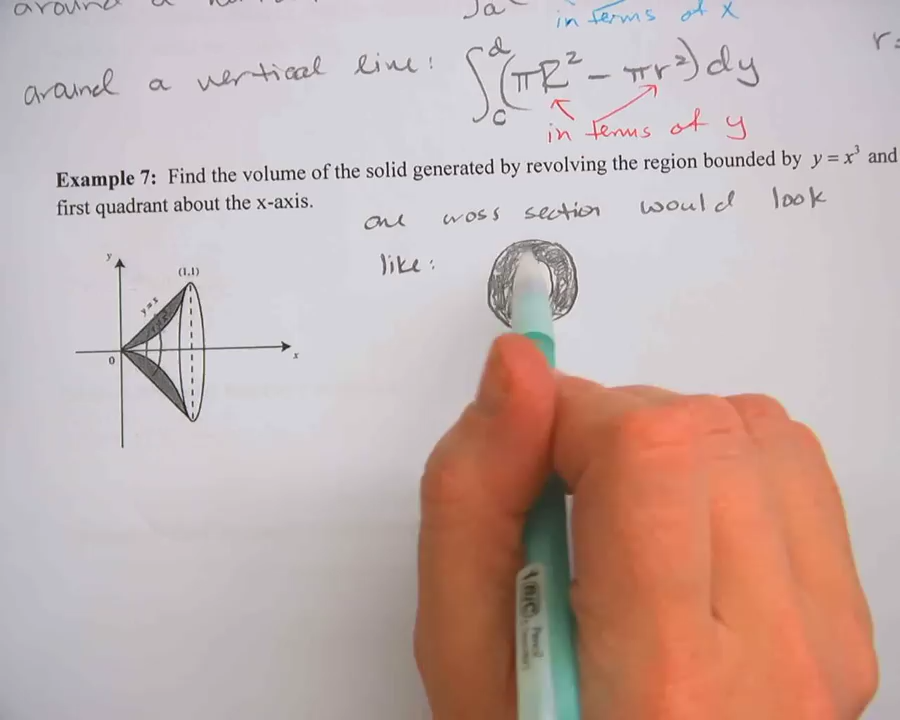 around a
∫a
in terms of x
r=
around a vertical line: ∫_c^d (πR² − πr²) dy
in terms of y
Example 7: Find the volume of the solid generated by revolving the region bounded by y = x³ and
first quadrant about the x-axis.
one cross section would look
like:
y
(1,1)
y = x
0
x
BIC
Pencil